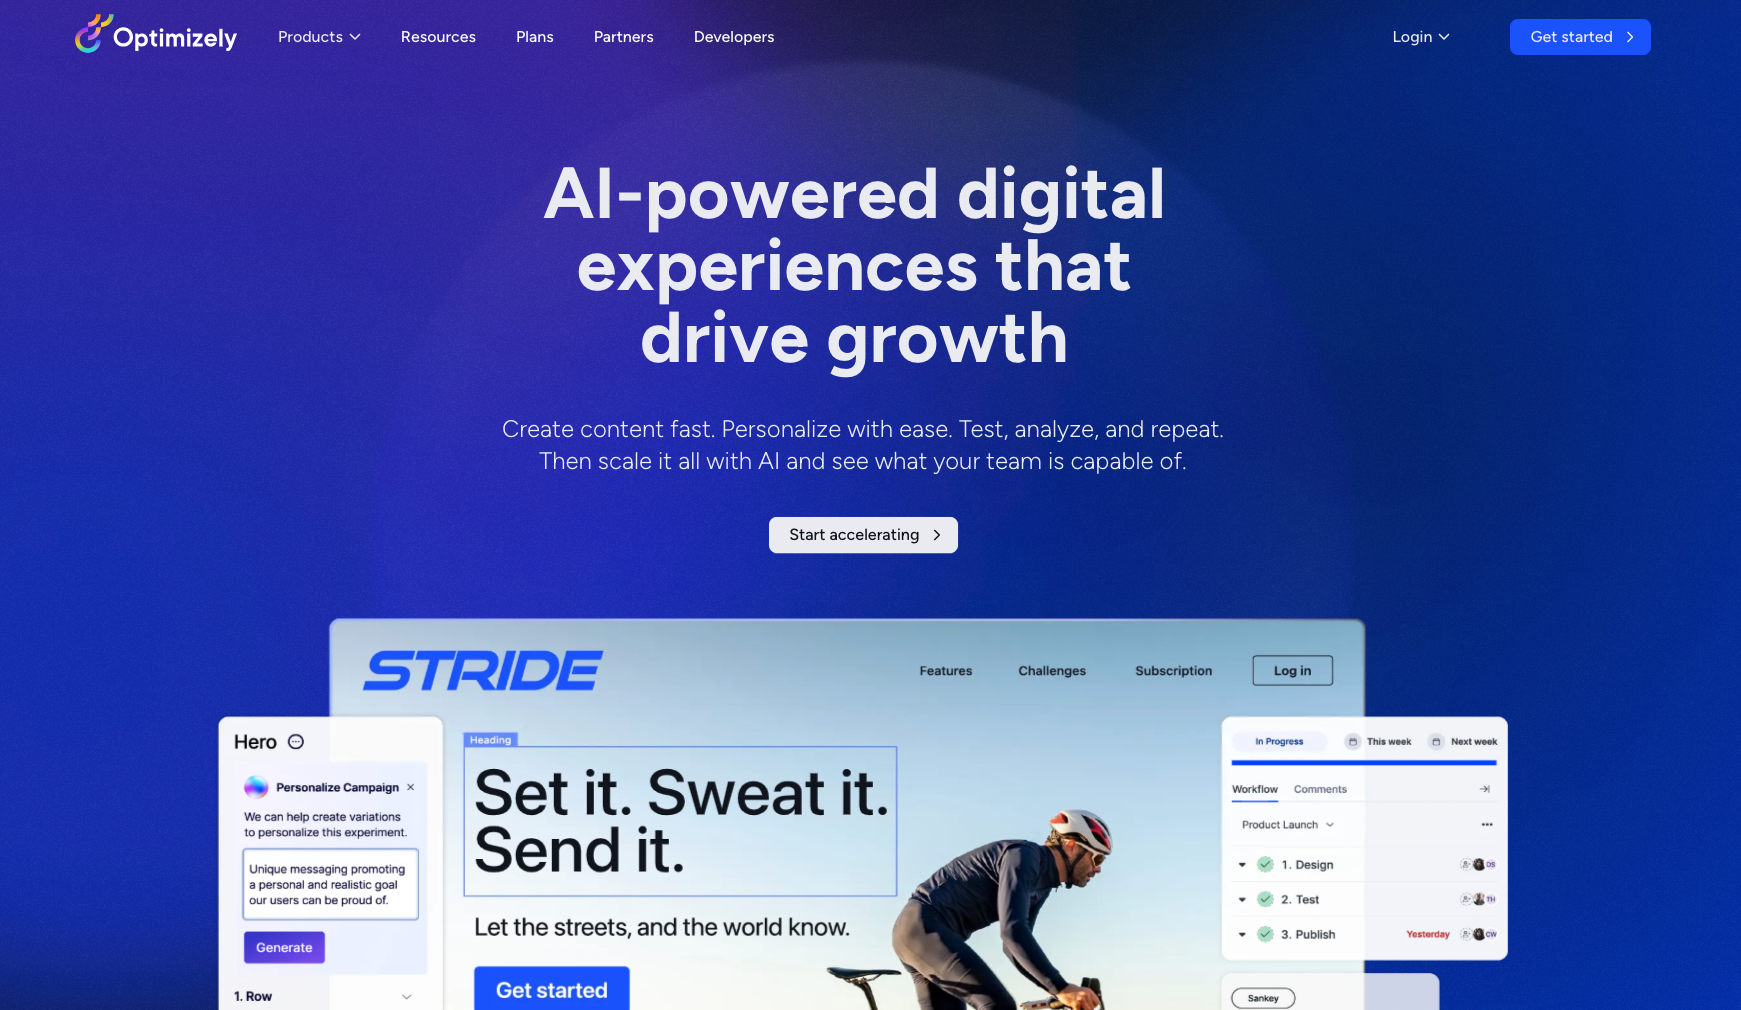 Optimizely
Products
Resources
Plans
Partners
Developers
Login
Get started
AI-powered digital
experiences that
drive growth
Create content fast. Personalize with ease. Test, analyze, and repeat.
Then scale it all with AI and see what your team is capable of.
Start accelerating
STRIDE
Features
Challenges
Subscription
Log in
Hero
Personalize Campaign
We can help create variations
to personalize this experiment.
Unique messaging promoting
a personal and realistic goal
our users can be proud of.
Generate
1. Row
Heading
Set it. Sweat it.
Send it.
Let the streets, and the world know.
Get started
In Progress
This week
Next week
Workflow
Comments
Product Launch
1. Design
DS
2. Test
TH
3. Publish
Yesterday
CW
Sankey